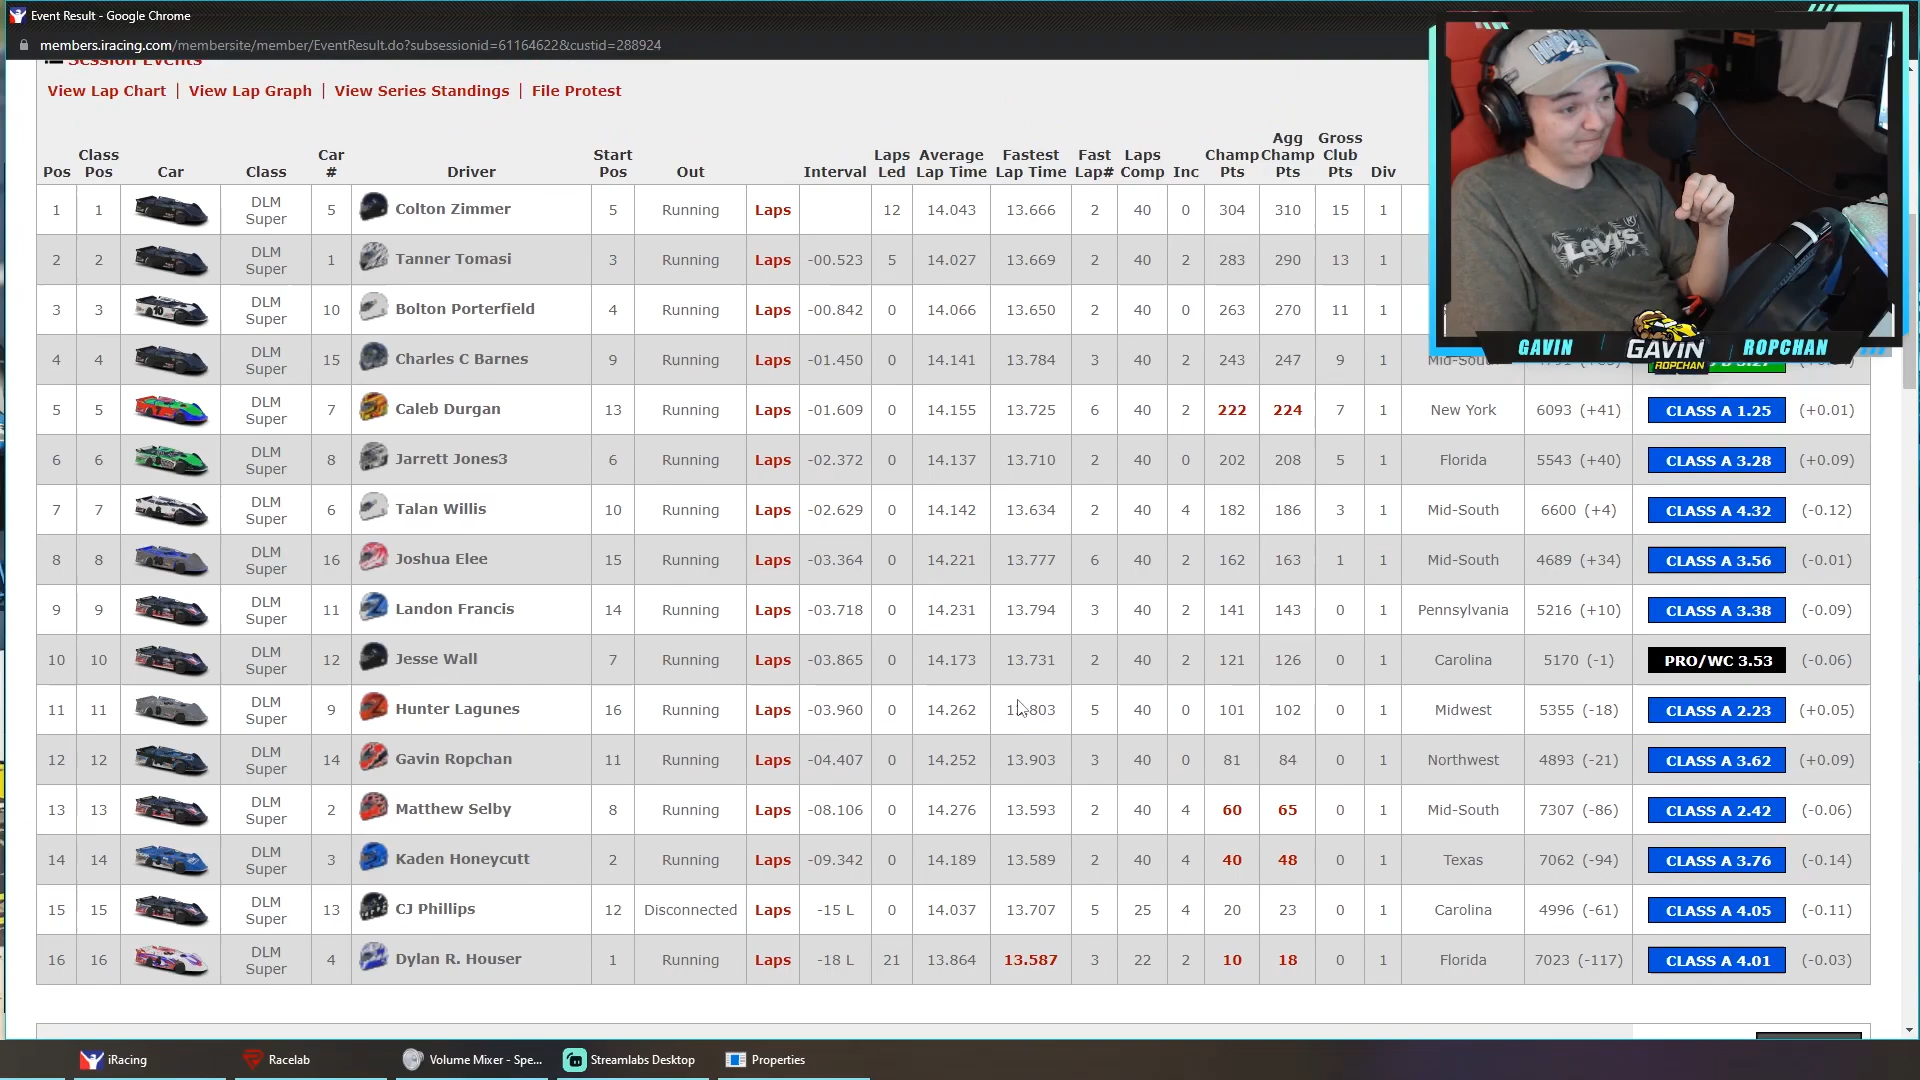 Event Result - Google Chrome
members.iracing.com/membersite/member/EventResult.do?subsessionid=61164622&custid=288924
Session Events
View Lap Chart | View Lap Graph | View Series Standings | File Protest
Pos Class Pos Car Class Car # Driver Start Pos Out Interval Laps Led Average Lap Time Fastest Lap Time Fast Lap# Laps Comp Inc Champ Pts Agg Champ Pts Gross Club Pts Div
1 1 DLM Super 5 Colton Zimmer 5 Running Laps 12 14.043 13.666 2 40 0 304 310 15 1
2 2 DLM Super 1 Tanner Tomasi 3 Running Laps -00.523 5 14.027 13.669 2 40 2 283 290 13 1
3 3 DLM Super 10 Bolton Porterfield 4 Running Laps -00.842 0 14.066 13.650 2 40 0 263 270 11 1
4 4 DLM Super 15 Charles C Barnes 9 Running Laps -01.450 0 14.141 13.784 3 40 2 243 247 9 1
5 5 DLM Super 7 Caleb Durgan 13 Running Laps -01.609 0 14.155 13.725 6 40 2 222 224 7 1 New York 6093 (+41) CLASS A 1.25 (+0.01)
6 6 DLM Super 8 Jarrett Jones3 6 Running Laps -02.372 0 14.137 13.710 2 40 0 202 208 5 1 Florida 5543 (+40) CLASS A 3.28 (+0.09)
7 7 DLM Super 6 Talan Willis 10 Running Laps -02.629 0 14.142 13.634 2 40 4 182 186 3 1 Mid-South 6600 (+4) CLASS A 4.32 (-0.12)
8 8 DLM Super 16 Joshua Elee 15 Running Laps -03.364 0 14.221 13.777 6 40 2 162 163 1 1 Mid-South 4689 (+34) CLASS A 3.56 (-0.01)
9 9 DLM Super 11 Landon Francis 14 Running Laps -03.718 0 14.231 13.794 3 40 2 141 143 0 1 Pennsylvania 5216 (+10) CLASS A 3.38 (-0.09)
10 10 DLM Super 12 Jesse Wall 7 Running Laps -03.865 0 14.173 13.731 2 40 2 121 126 0 1 Carolina 5170 (-1) PRO/WC 3.53 (-0.06)
11 11 DLM Super 9 Hunter Lagunes 16 Running Laps -03.960 0 14.262 5 40 0 101 102 0 1 Midwest 5355 (-18) CLASS A 2.23 (+0.05)
12 12 DLM Super 14 Gavin Ropchan 11 Running Laps -04.407 0 14.252 13.903 3 40 0 81 84 0 1 Northwest 4893 (-21) CLASS A 3.62 (+0.09)
13 13 DLM Super 2 Matthew Selby 8 Running Laps -08.106 0 14.276 13.593 2 40 4 60 65 0 1 Mid-South 7307 (-86) CLASS A 2.42 (-0.06)
14 14 DLM Super 3 Kaden Honeycutt 2 Running Laps -09.342 0 14.189 13.589 2 40 4 40 48 0 1 Texas 7062 (-94) CLASS A 3.76 (-0.14)
15 15 DLM Super 13 CJ Phillips 12 Disconnected Laps -15 L 0 14.037 13.707 5 25 4 20 23 0 1 Carolina 4996 (-61) CLASS A 4.05 (-0.11)
16 16 DLM Super 4 Dylan R. Houser 1 Running Laps -18 L 21 13.864 13.587 3 22 2 10 18 0 1 Florida 7023 (-117) CLASS A 4.01 (-0.03)
Levi's
GAVIN GAVIN ROPCHAN ROPCHAN
iRacing Racelab Volume Mixer - Spe... Streamlabs Desktop Properties